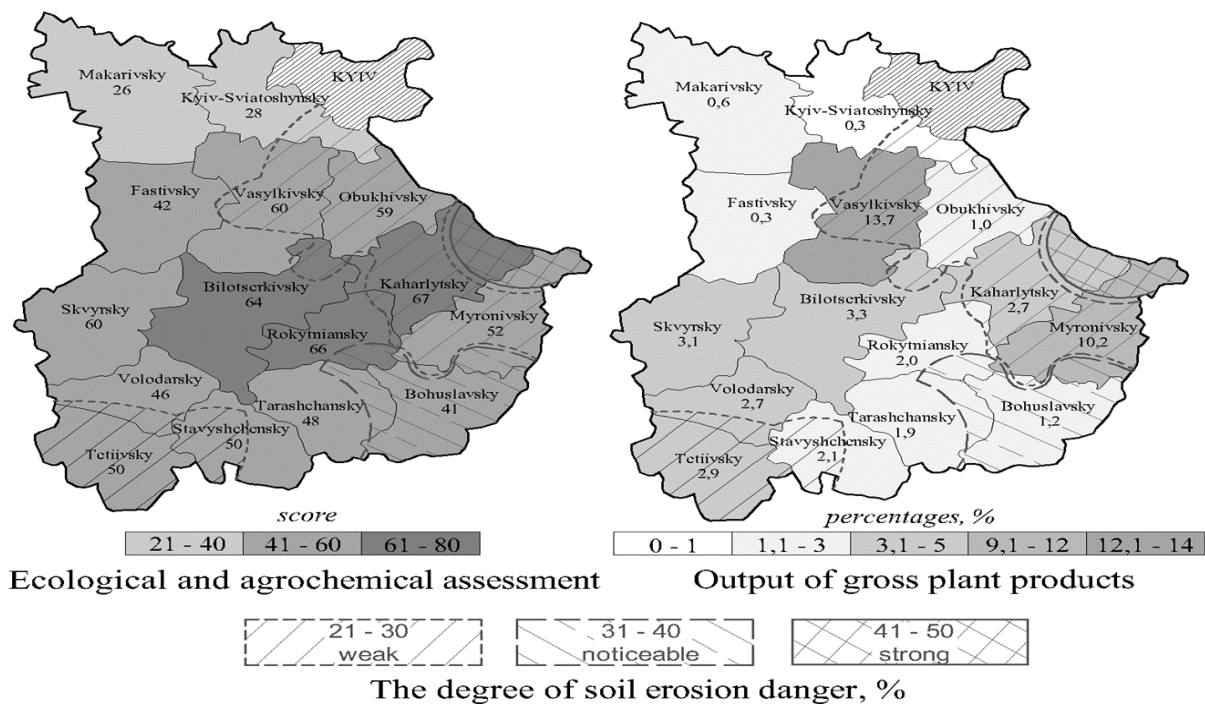 Makarivsky
26
Kyiv-Sviatoshynsky
28
KYIV
Fastivsky
42
Vasylkivsky
60
Obukhivsky
59
Bilotserkivsky
64
Kaharlytsky
67
Skvyrsky
60
Rokytniansky
66
Myronivsky
52
Volodarsky
46
Tarashchansky
48
Bohuslavsky
41
Stavyshchensky
50
Tetiivsky
50
score
21 - 40
41 - 60
61 - 80
Ecological and agrochemical assessment
Makarivsky
0,6
Kyiv-Sviatoshynsky
0,3
KYIV
Fastivsky
0,3
Vasylkivsky
13,7
Obukhivsky
1,0
Bilotserkivsky
3,3
Kaharlytsky
2,7
Skvyrsky
3,1
Rokytniansky
2,0
Myronivsky
10,2
Volodarsky
2,7
Tarashchansky
1,9
Bohuslavsky
1,2
Stavyshchensky
2,1
Tetiivsky
2,9
percentages, %
0 - 1
1,1 - 3
3,1 - 5
9,1 - 12
12,1 - 14
Output of gross plant products
21 - 30
weak
31 - 40
noticeable
41 - 50
strong
The degree of soil erosion danger, %